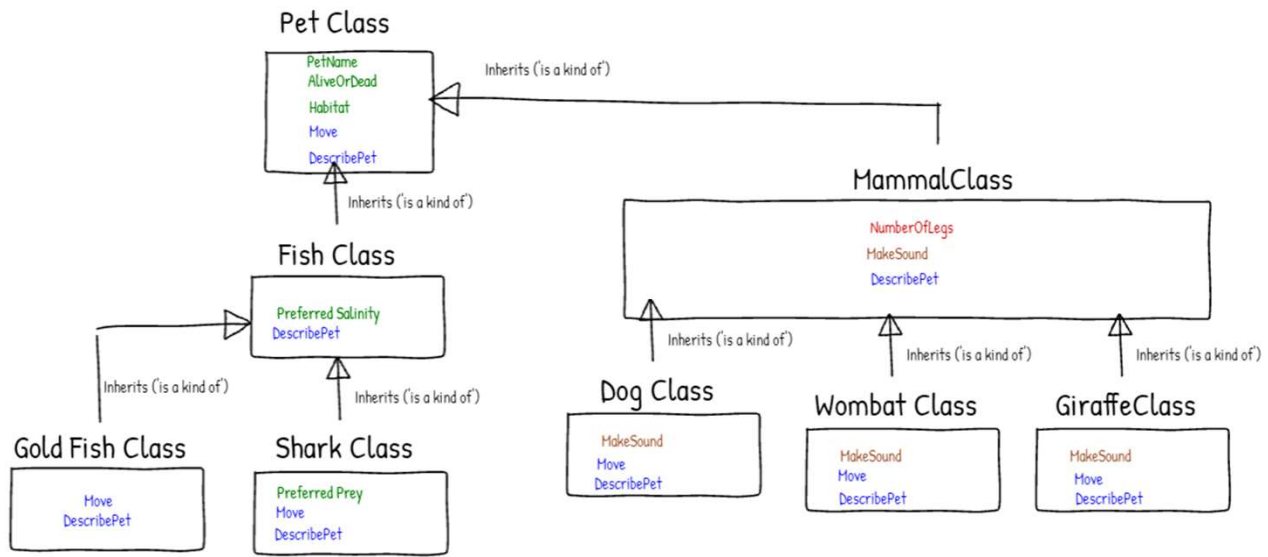 Pet Class
PetName
AliveOrDead
Habitat
Move
DescribePet
Inherits ('is a kind of')
Inherits ('is a kind of')
MammalClass
NumberOfLegs
MakeSound
DescribePet
Fish Class
Preferred Salinity
DescribePet
Inherits ('is a kind of')
Inherits ('is a kind of')
Inherits ('is a kind of')
Inherits ('is a kind of')
Inherits ('is a kind of')
Gold Fish Class
Move
DescribePet
Shark Class
Preferred Prey
Move
DescribePet
Dog Class
MakeSound
Move
DescribePet
Wombat Class
MakeSound
Move
DescribePet
GiraffeClass
MakeSound
Move
DescribePet